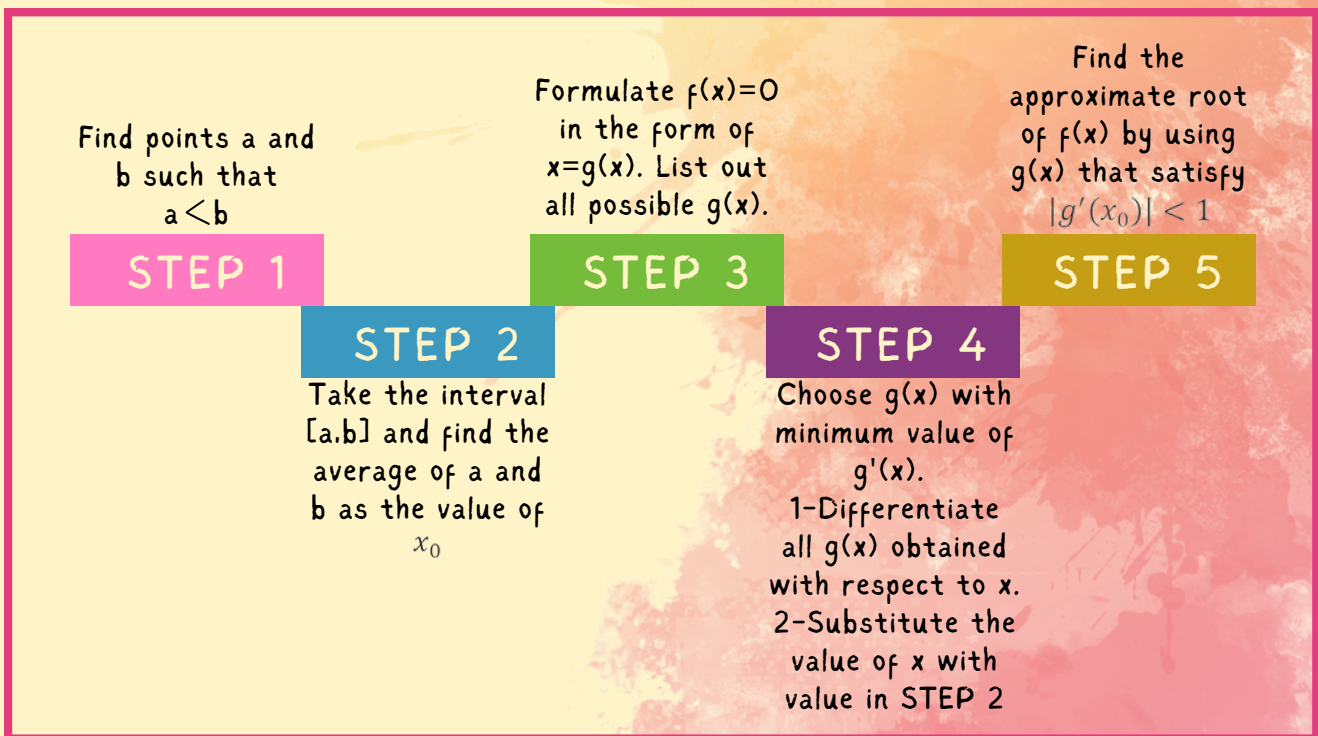 Find points a and
b such that
a<b
STEP 1
STEP 2
Take the interval
[a.b] and find the
average of a and
b as the value of
x₀
Formulate f(x)=0
in the form of
x=g(x). List out
all possible g(x).
STEP 3
STEP 4
Choose g(x) with
minimum value of
g'(x).
1-Differentiate
all g(x) obtained
with respect to x.
2-Substitute the
value of x with
value in STEP 2
Find the
approximate root
of f(x) by using
g(x) that satisfy
|g′(x₀)| < 1
STEP 5